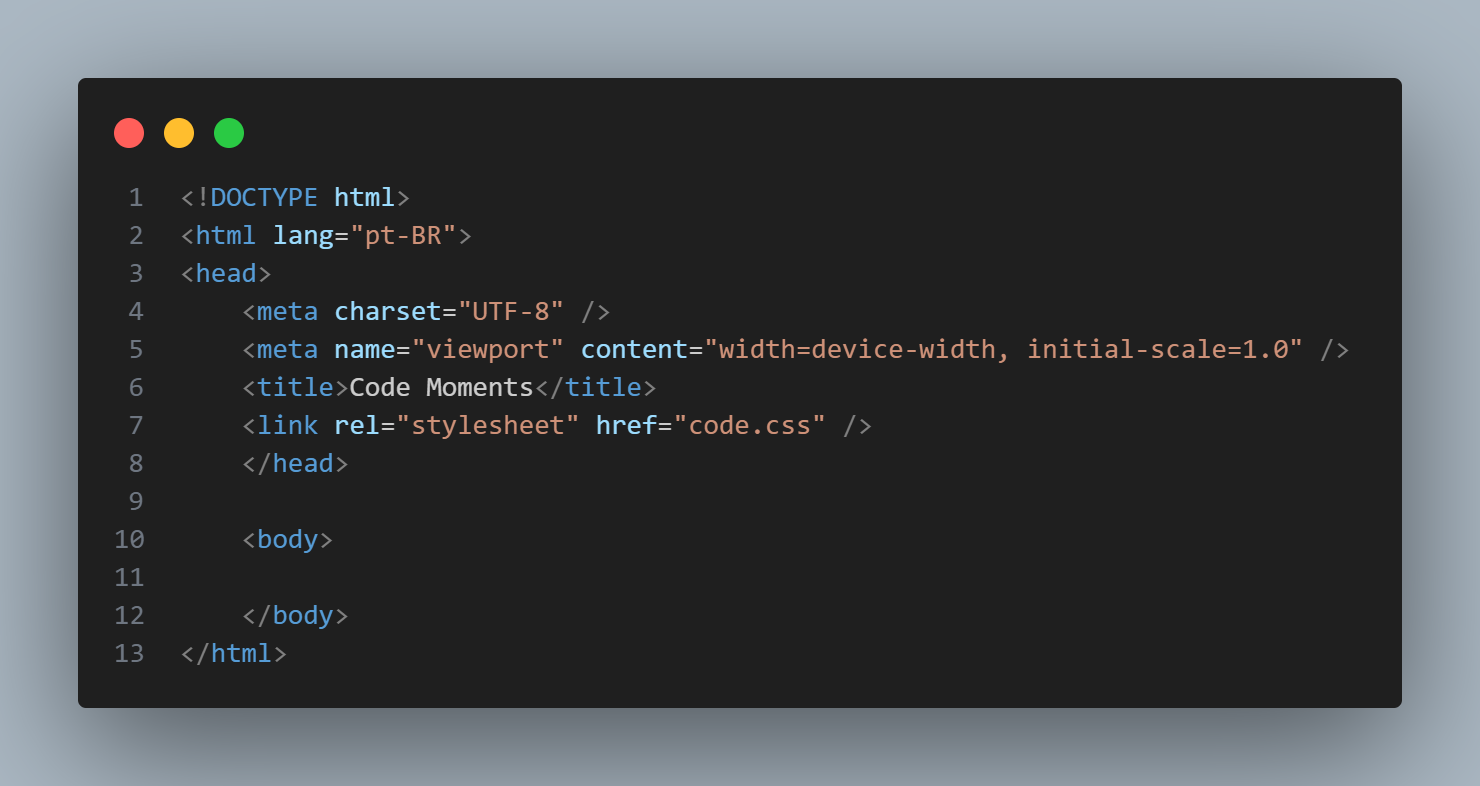 1 <!DOCTYPE html>
2 <html lang="pt-BR">
3 <head>
4     <meta charset="UTF-8" />
5     <meta name="viewport" content="width=device-width, initial-scale=1.0" />
6     <title>Code Moments</title>
7     <link rel="stylesheet" href="code.css" />
8     </head>
9
10     <body>
11
12     </body>
13 </html>